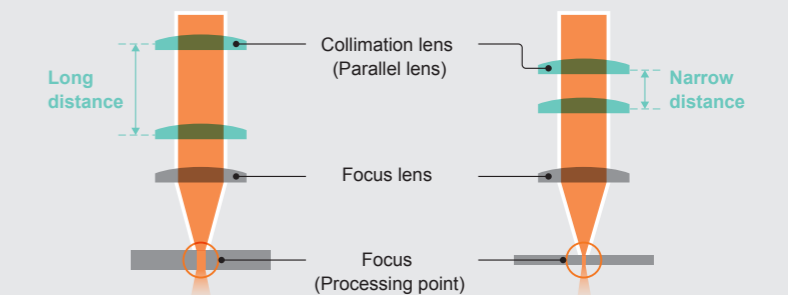 Collimation lens
(Parallel lens)
Long
distance
Narrow
distance
Focus lens
Focus
(Processing point)